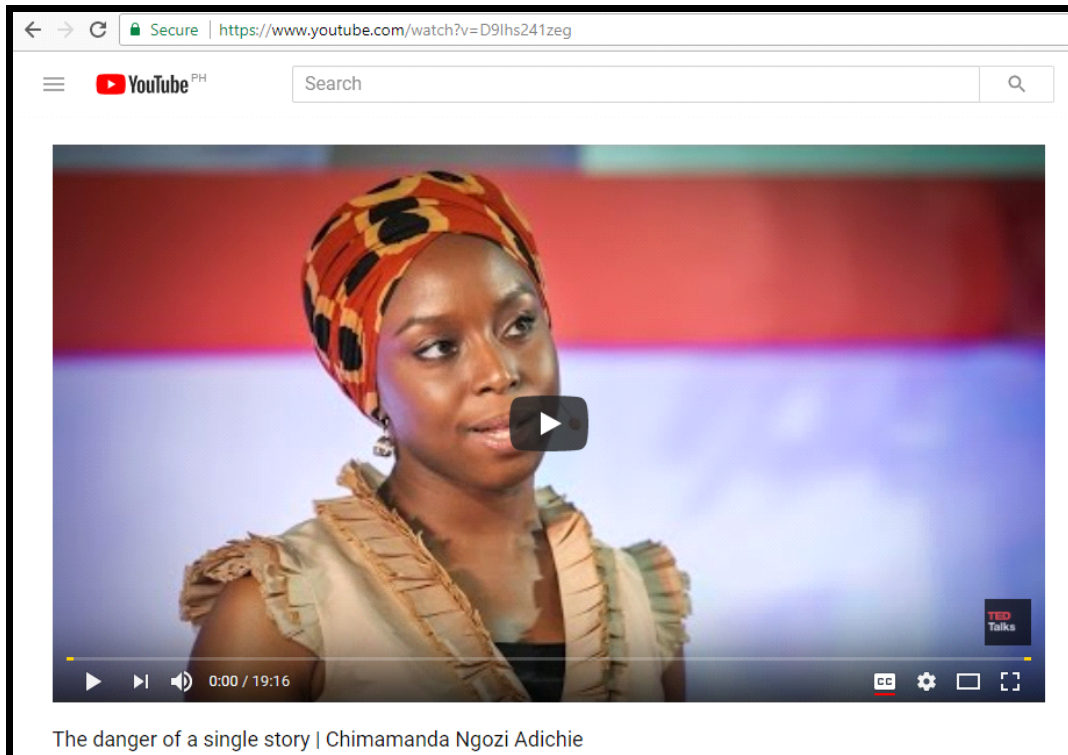 Secure https://www.youtube.com/watch?v=D9Ihs241zeg
YouTube PH
Search
TED
Talks
0:00 / 19:16
CC
The danger of a single story | Chimamanda Ngozi Adichie